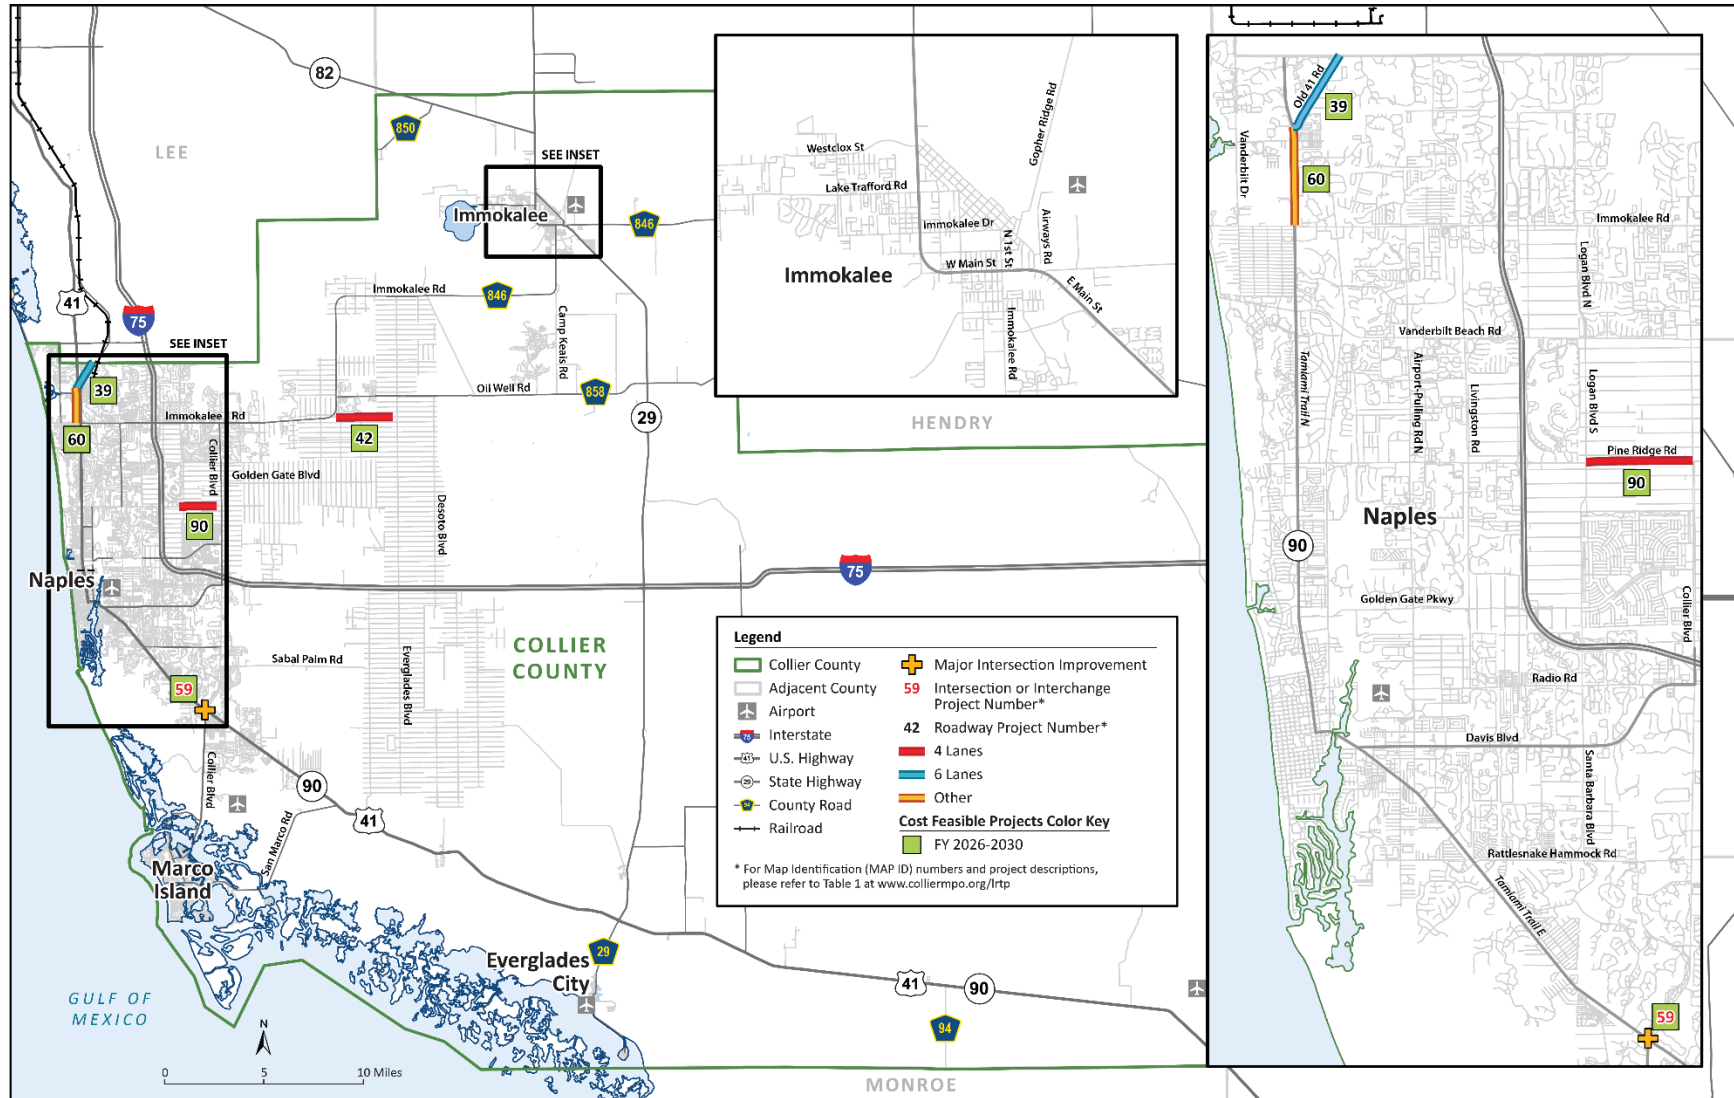 82
850
LEE
SEE INSET
Immokalee
846
Immokalee Rd
846
41
75
SEE INSET
Camp Keais Rd
Oil Well Rd
858
39
29
Immokalee Rd
60
42
Collier Blvd
Golden Gate Blvd
90
Desoto Blvd
HENDRY
Naples
75
COLLIER
COUNTY
Sabal Palm Rd
Everglades Blvd
59
Collier Blvd
90
41
San Marco Rd
Marco
Island
Everglades
City
29
41
90
94
GULF OF
MEXICO
N
0
5
10 Miles
MONROE
Gopher Ridge Rd
Westclox St
Lake Trafford Rd
Immokalee Dr
N 1st St
Airways Rd
W Main St
Immokalee
E Main St
Immokalee Rd
Legend
Collier County
Adjacent County
Airport
75
Interstate
41
U.S. Highway
29
State Highway
94
County Road
Railroad
Major Intersection Improvement
59
Intersection or Interchange
Project Number*
42
Roadway Project Number*
4 Lanes
6 Lanes
Other
Cost Feasible Projects Color Key
FY 2026-2030
* For Map Identification (MAP ID) numbers and project descriptions,
please refer to Table 1 at www.colliermpo.org/lrtp
Old 41 Rd
39
Vanderbilt Dr
60
Immokalee Rd
Logan Blvd N
Vanderbilt Beach Rd
Tamiami Trail N
Airport-Pulling Rd N
Livingston Rd
Logan Blvd S
Pine Ridge Rd
90
Naples
90
Golden Gate Pkwy
Collier Blvd
Radio Rd
Davis Blvd
Santa Barbara Blvd
Rattlesnake Hammock Rd
Tamiami Trail E
59